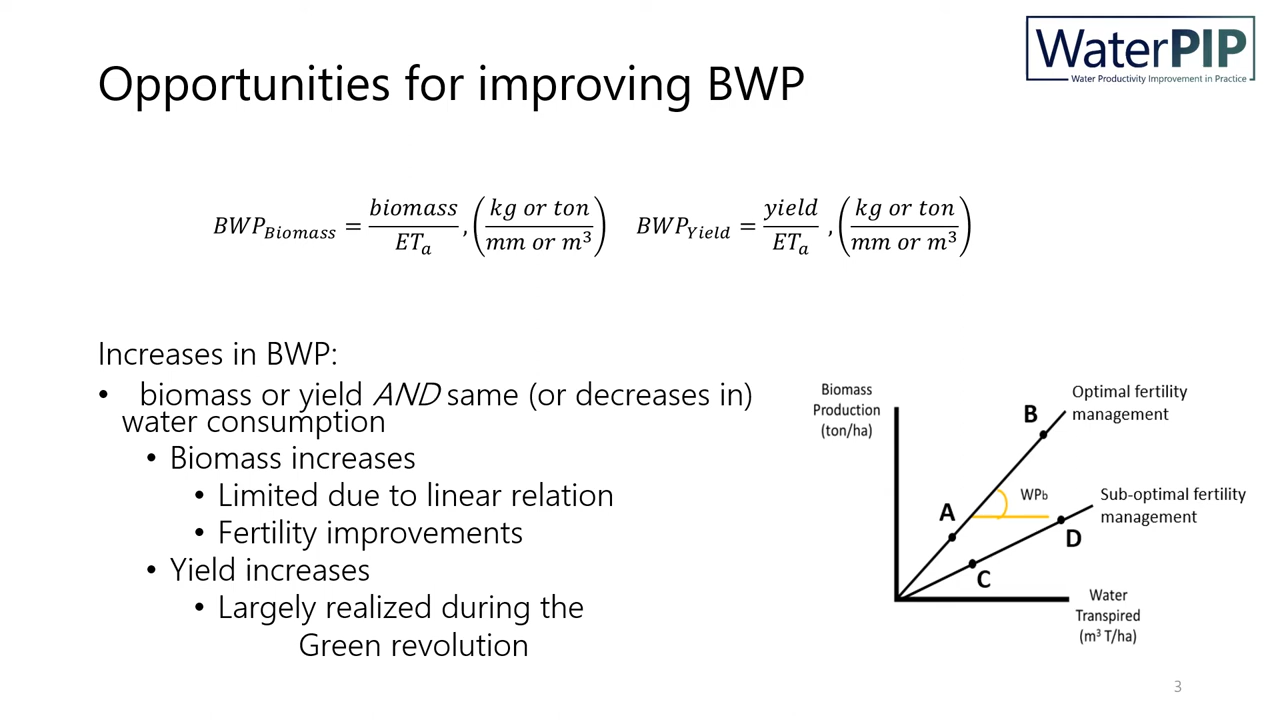 WaterPIP
Water Productivity Improvement in Practice
Opportunities for improving BWP
BWP_Biomass = biomass / ET_a , (kg or ton / mm or m³) BWP_Yield = yield / ET_a , (kg or ton / mm or m³)
Increases in BWP:
• biomass or yield AND same (or decreases in)
water consumption
• Biomass increases
• Limited due to linear relation
• Fertility improvements
• Yield increases
• Largely realized during the
Green revolution
Biomass
Production
(ton/ha)
B
Optimal fertility
management
WPb
A
Sub-optimal fertility
management
D
C
Water
Transpired
(m³ T/ha)
3